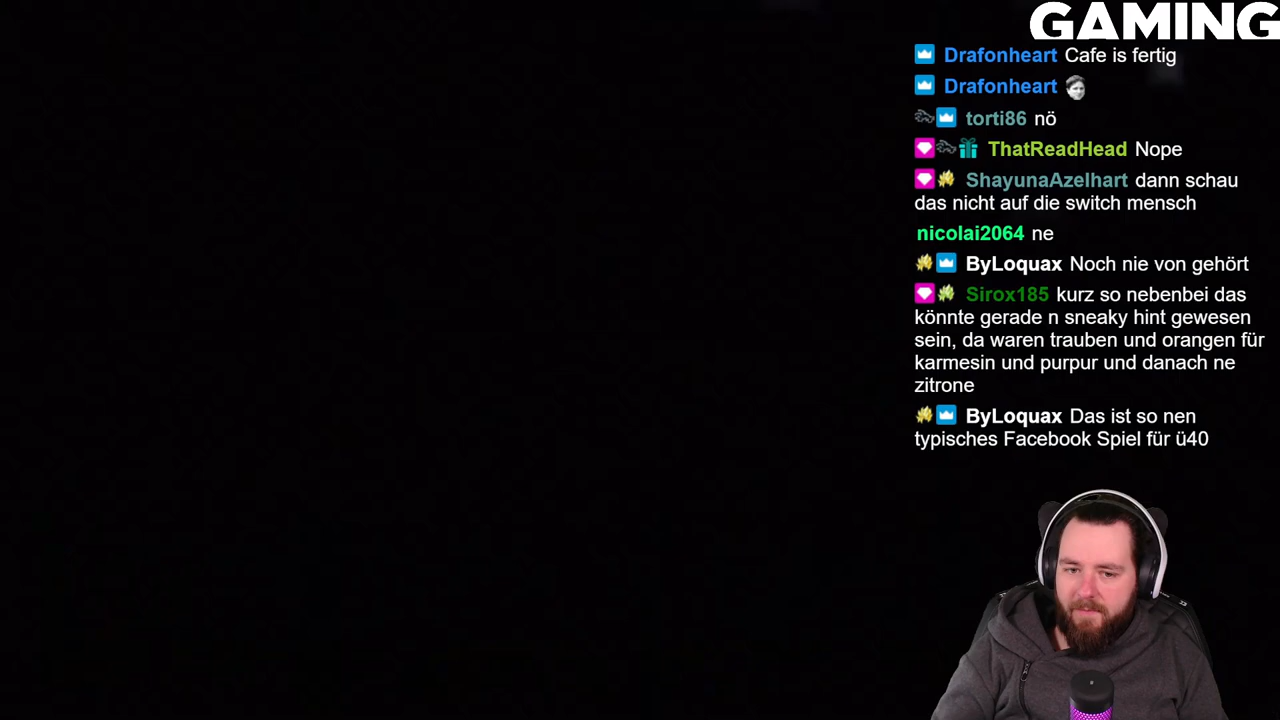 GAMING
Drafonheart Cafe is fertig
Drafonheart
torti86 nö
ThatReadHead Nope
ShayunaAzelhart dann schau
das nicht auf die switch mensch
nicolai2064 ne
ByLoquax Noch nie von gehört
Sirox185 kurz so nebenbei das
könnte gerade n sneaky hint gewesen
sein, da waren trauben und orangen für
karmesin und purpur und danach ne
zitrone
ByLoquax Das ist so nen
typisches Facebook Spiel für ü40